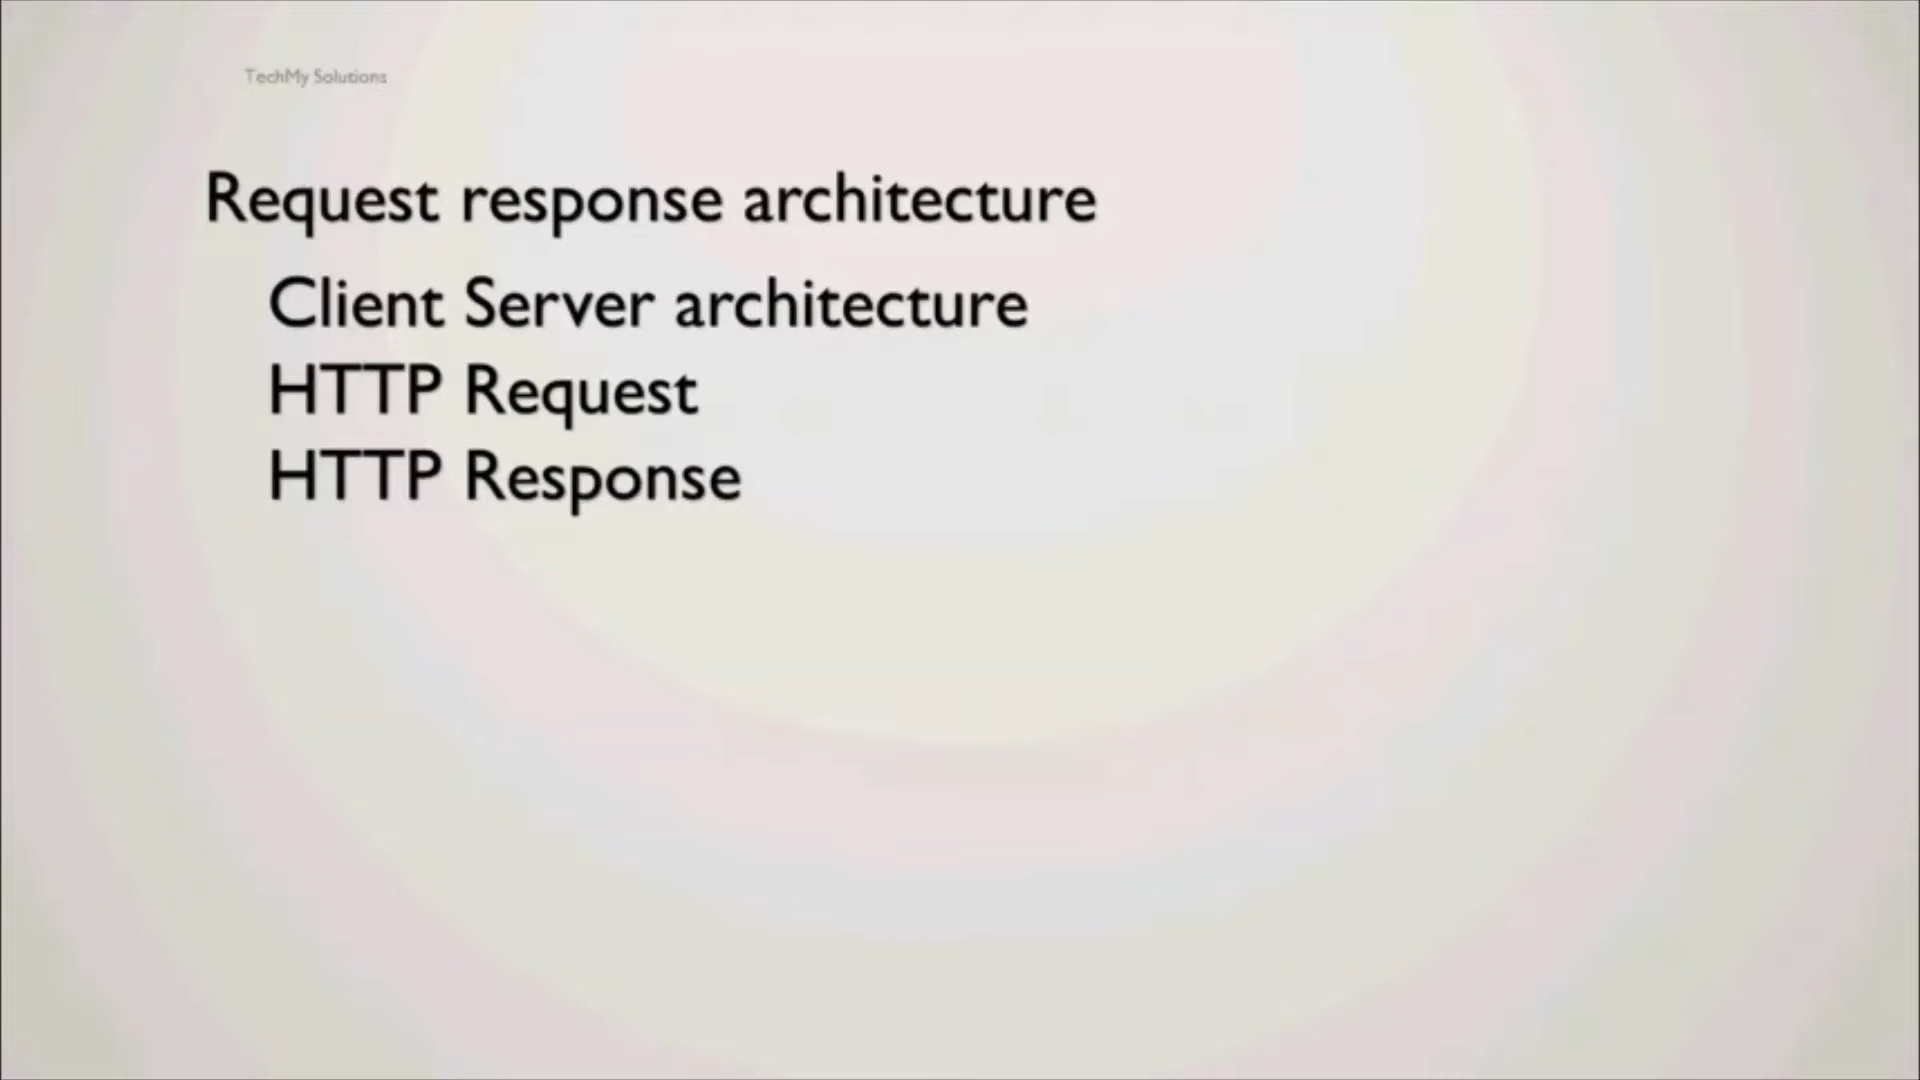 TechMy Solutions
Request response architecture
Client Server architecture
HTTP Request
HTTP Response